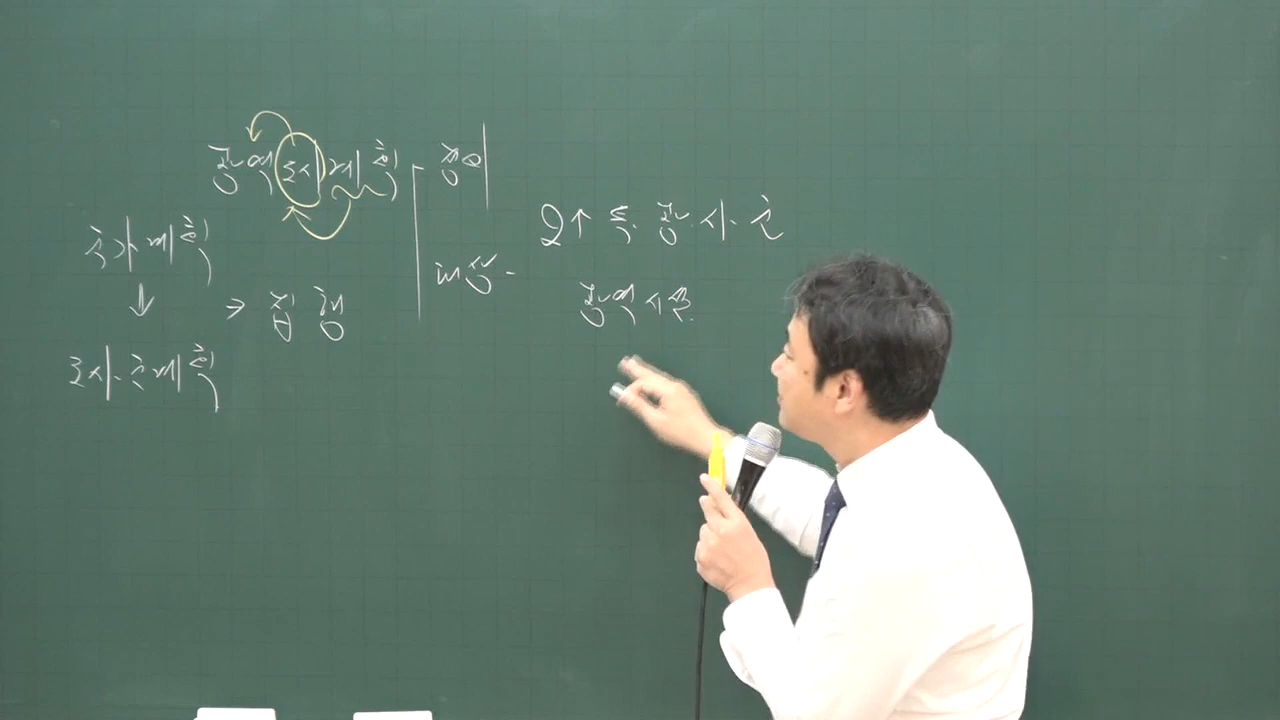 광역도시계획
정의
국가계획
대상 -
2↑ 특·광·시·군
→ 집행
광역시설
도시·군계획